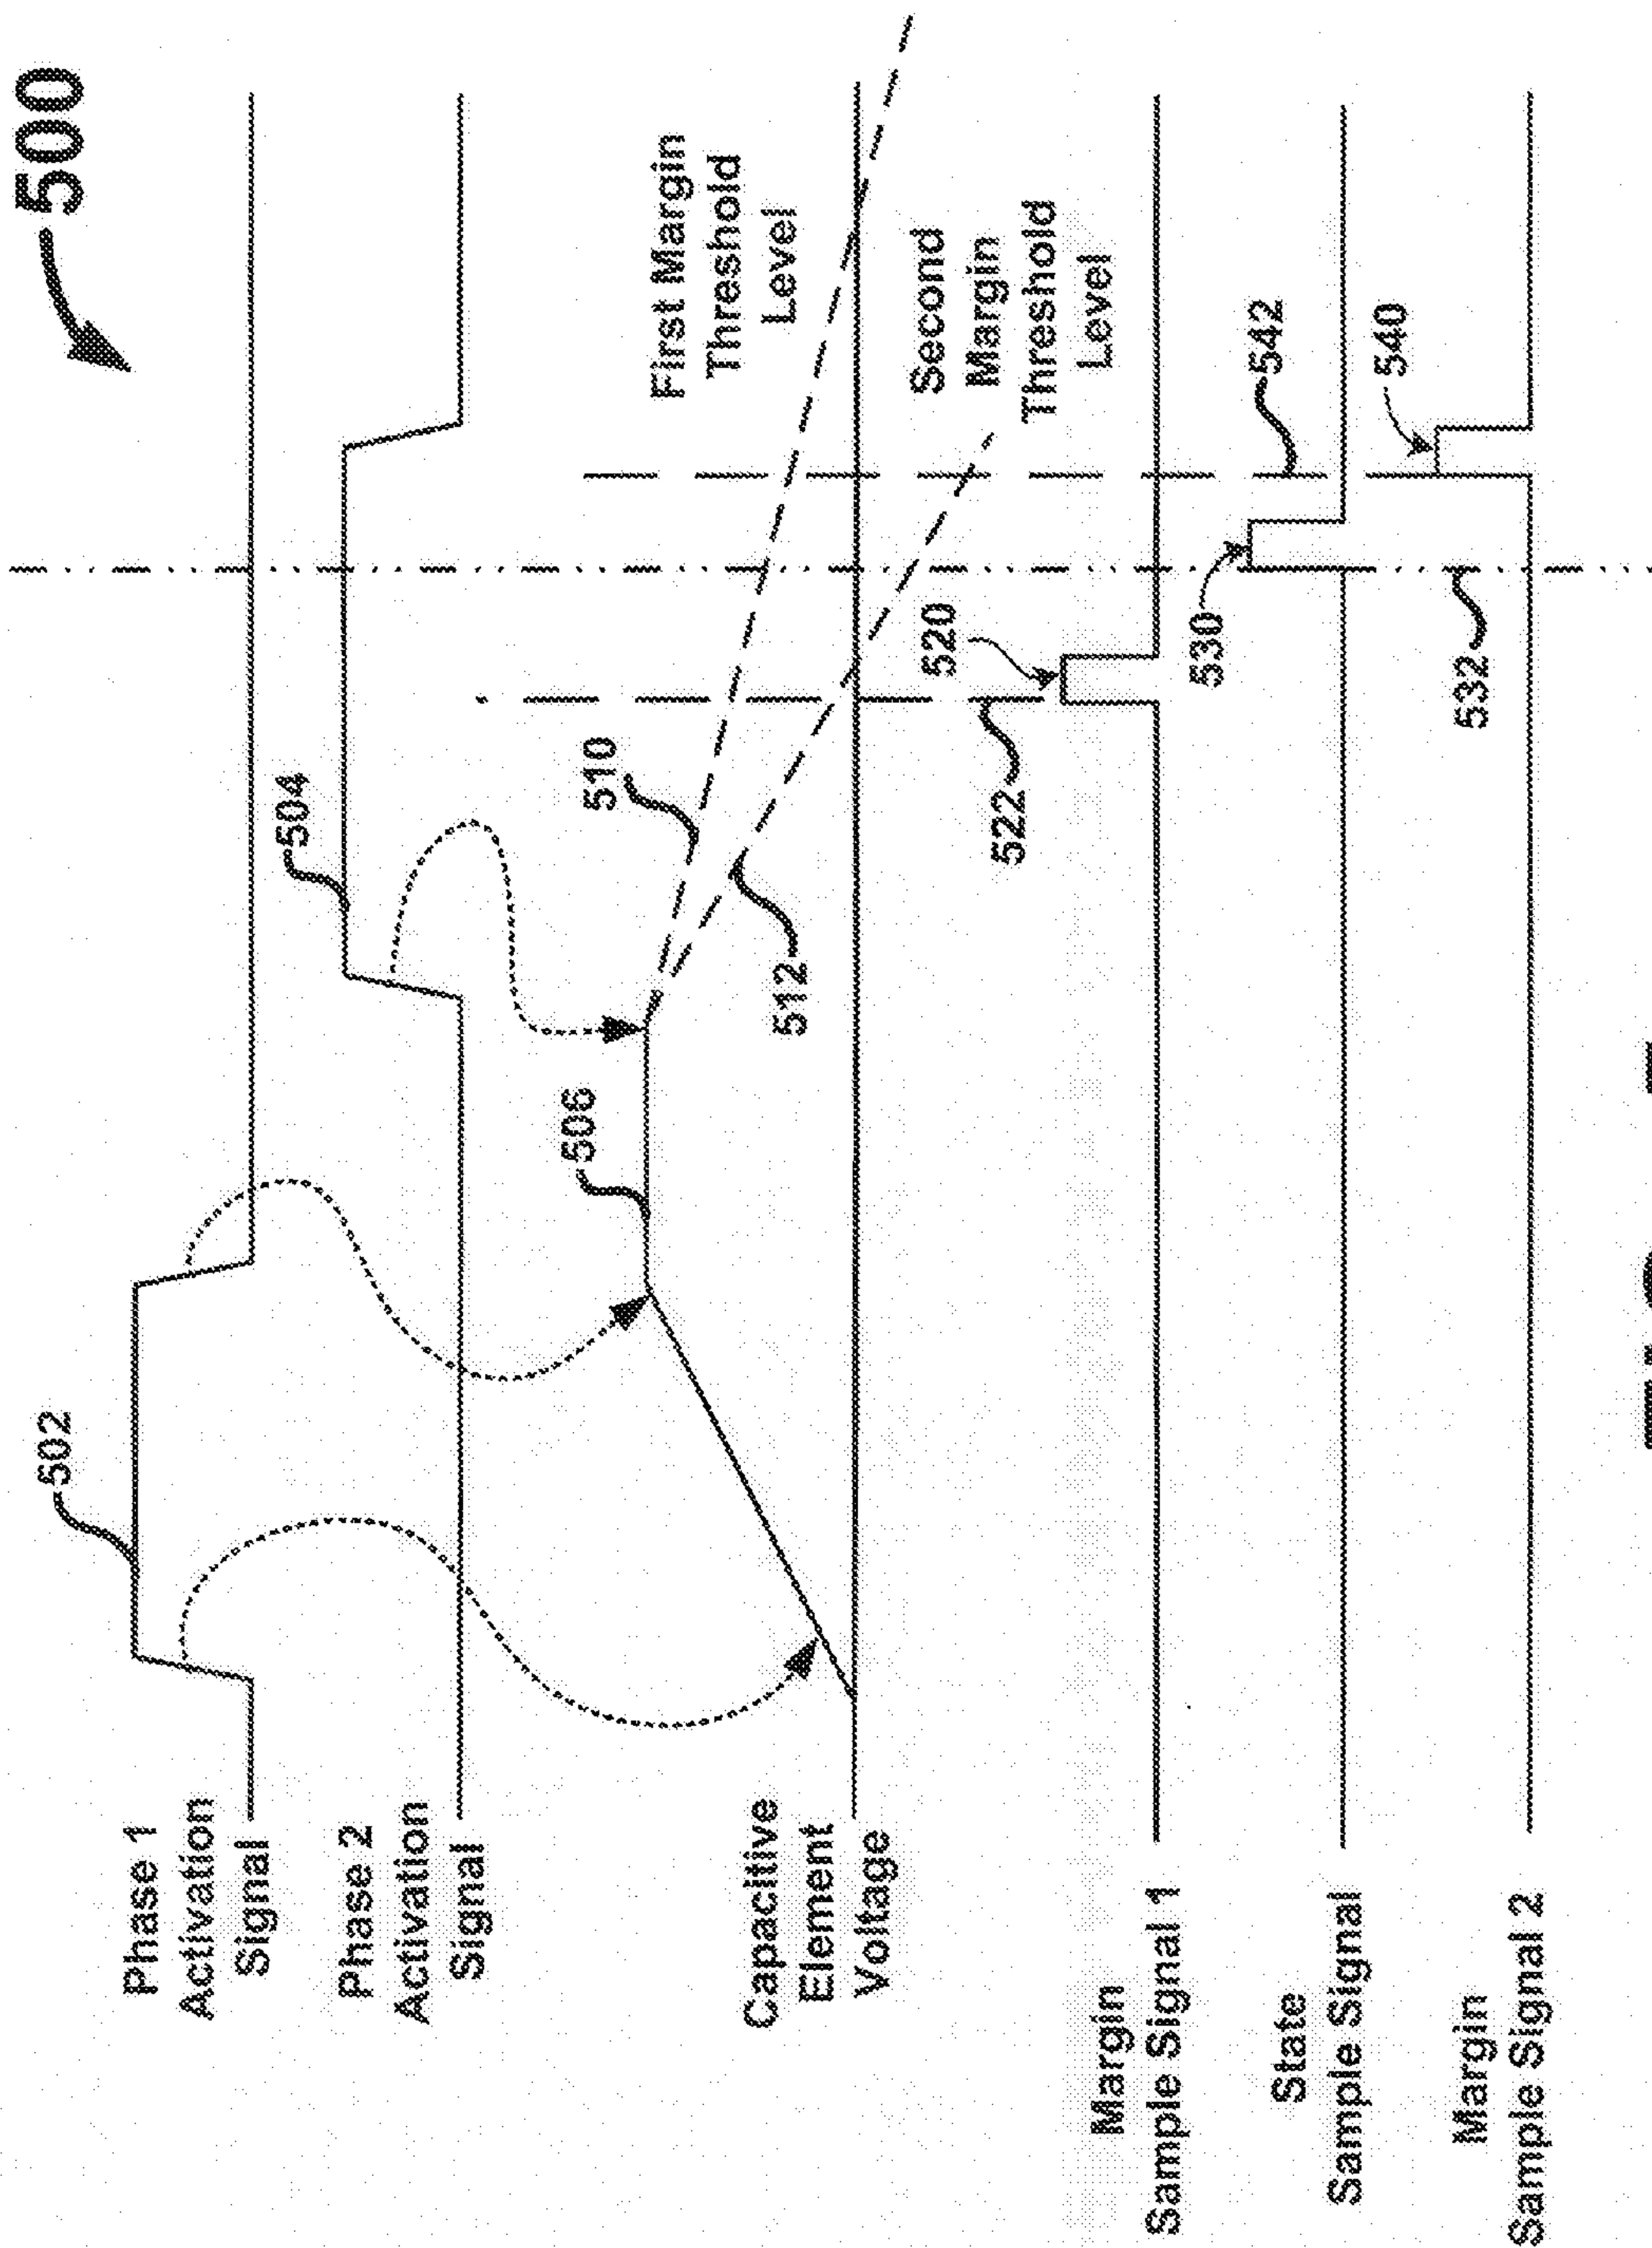 500
502
Phase 1
Activation
Signal
504
Phase 2
Activation
Signal
506
510
512
First Margin
Threshold
Level
Capacitive
Element
Voltage
Second
Margin
Threshold
Level
520
522
Margin
Sample Signal 1
530
532
542
State
Sample Signal
540
Margin
Sample Signal 2